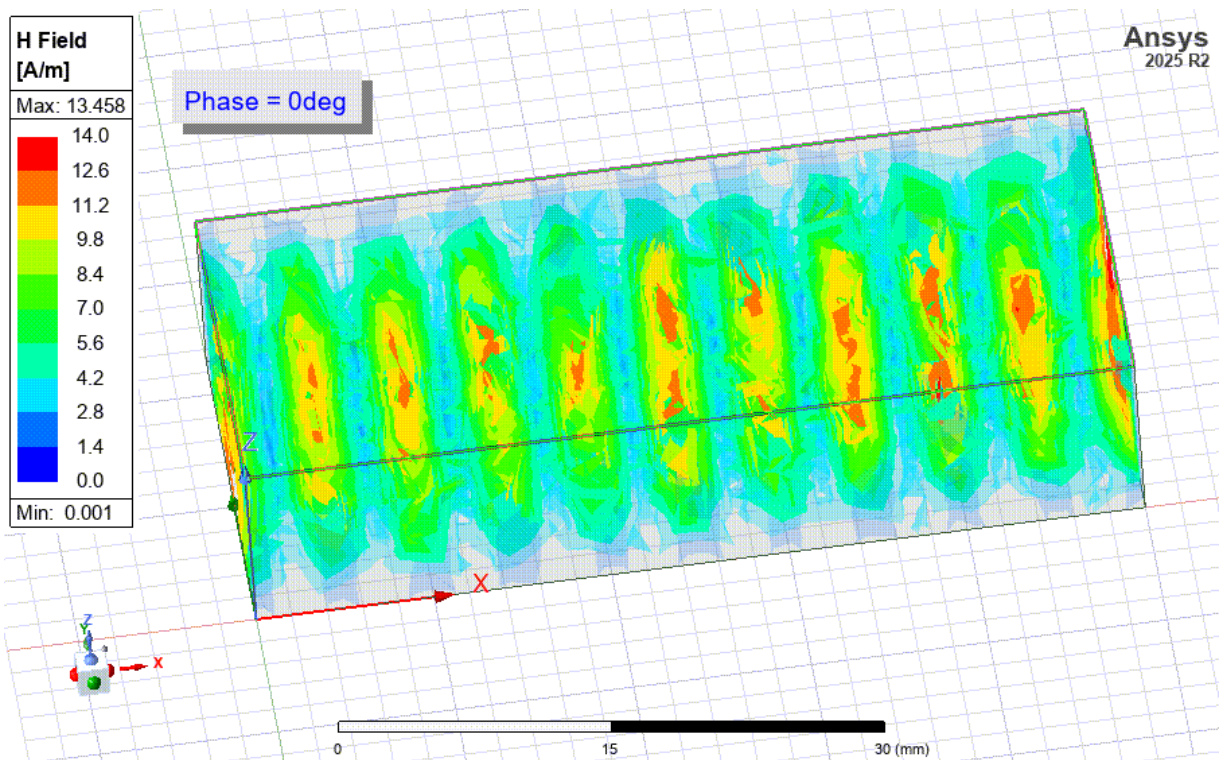 H Field
[A/m]
Max: 13.458
14.0
12.6
11.2
9.8
8.4
7.0
5.6
4.2
2.8
1.4
0.0
Min: 0.001
Phase = 0deg
Ansys
2025 R2
Z
X
Z
Y
X
0
15
30 (mm)